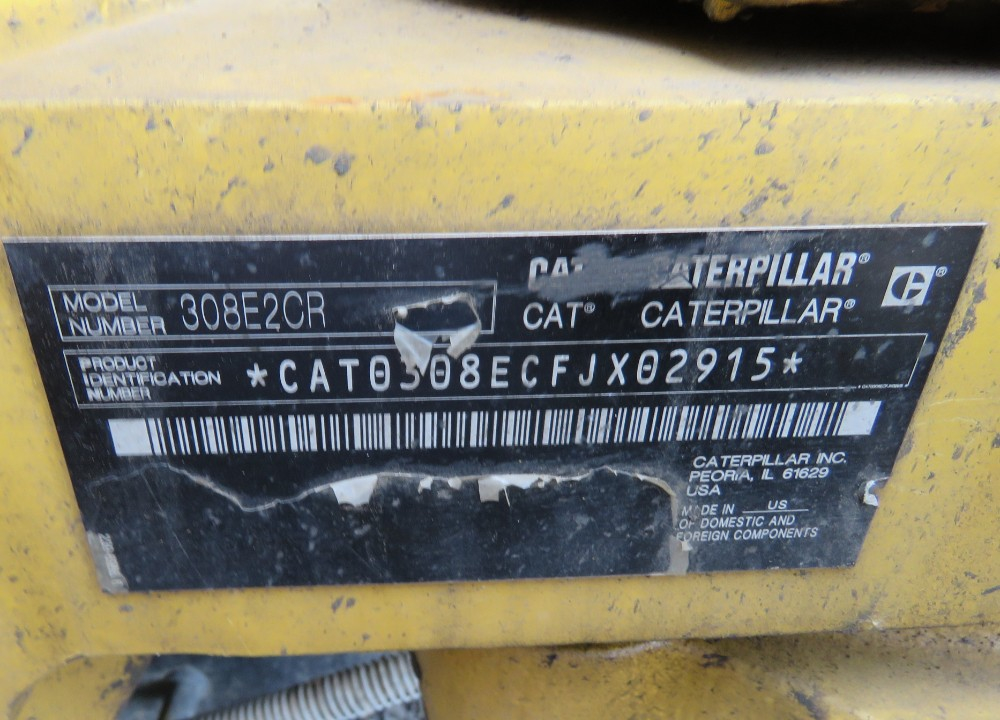 CATERPILLAR®
MODEL NUMBER 308E2CR
CAT® CATERPILLAR®
PRODUCT IDENTIFICATION NUMBER *CAT0308ECFJX02915*
CATERPILLAR INC.
PEORIA, IL 61629
USA
MADE IN US
OF DOMESTIC AND
FOREIGN COMPONENTS